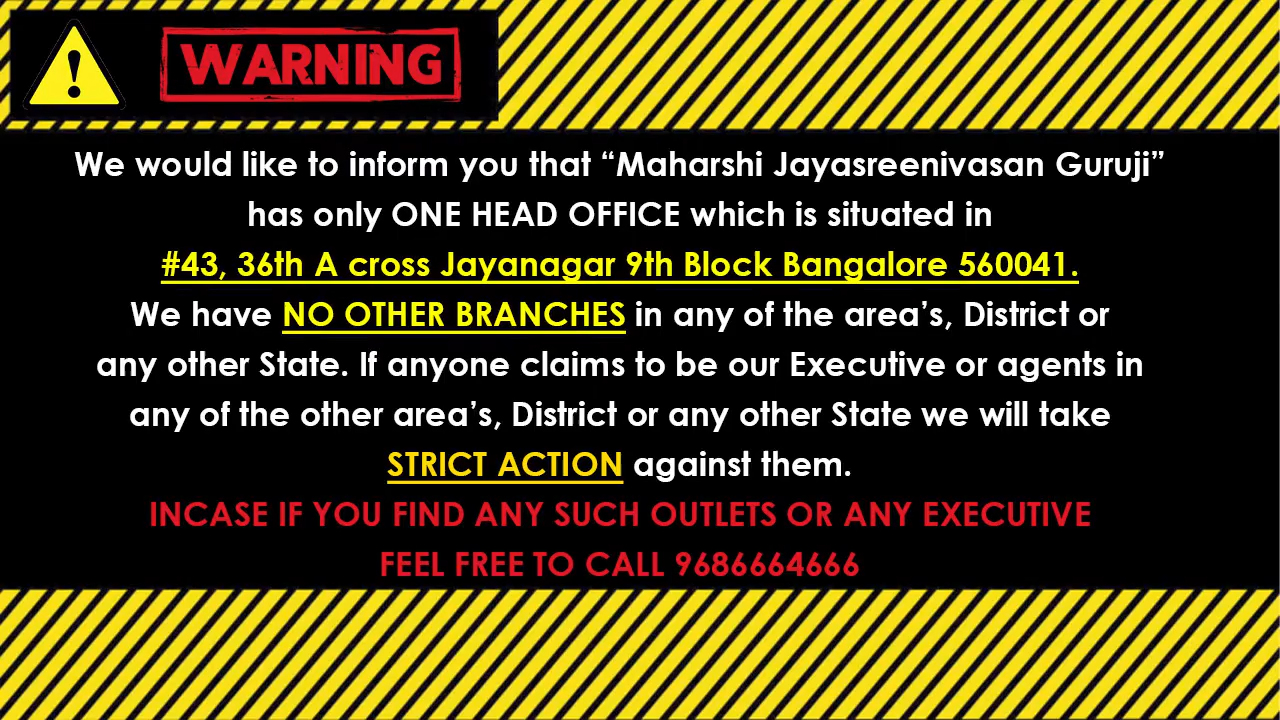 WARNING
We would like to inform you that “Maharshi Jayasreenivasan Guruji”
has only ONE HEAD OFFICE which is situated in
#43, 36th A cross Jayanagar 9th Block Bangalore 560041.
We have NO OTHER BRANCHES in any of the area’s, District or
any other State. If anyone claims to be our Executive or agents in
any of the other area’s, District or any other State we will take
STRICT ACTION against them.
INCASE IF YOU FIND ANY SUCH OUTLETS OR ANY EXECUTIVE
FEEL FREE TO CALL 9686664666